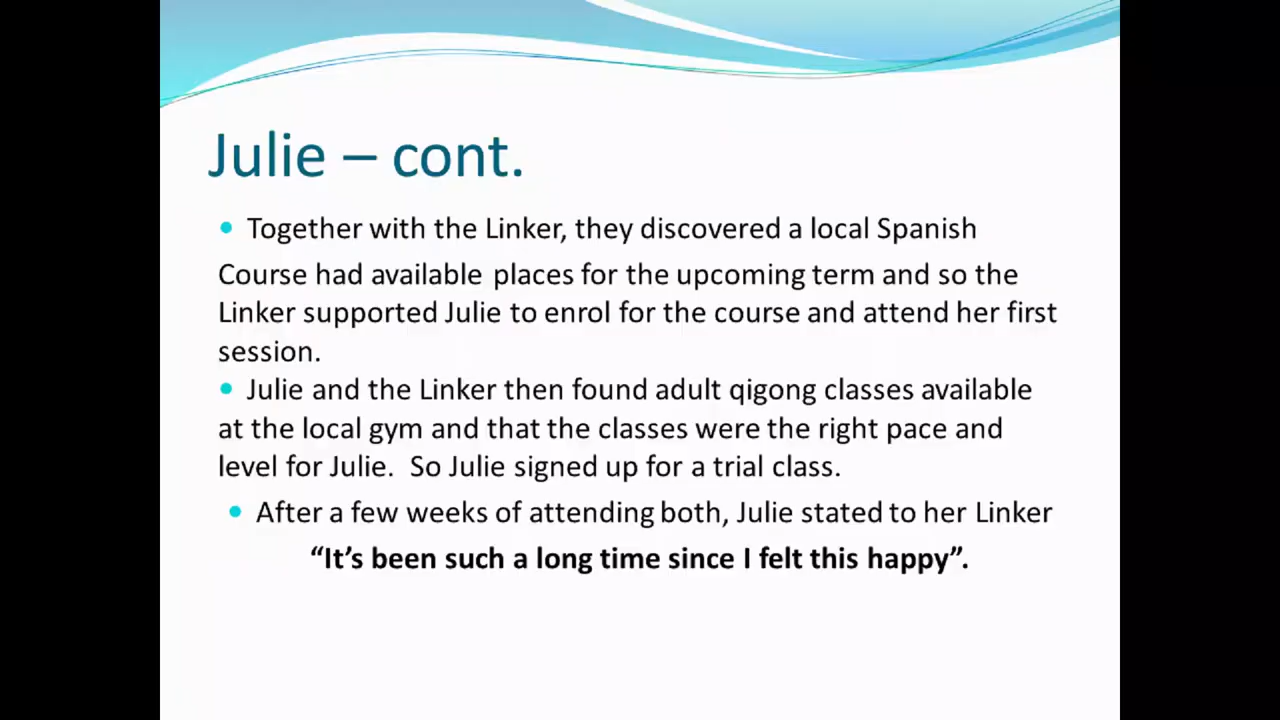 Julie – cont.
• Together with the Linker, they discovered a local Spanish
Course had available places for the upcoming term and so the
Linker supported Julie to enrol for the course and attend her first
session.
• Julie and the Linker then found adult qigong classes available
at the local gym and that the classes were the right pace and
level for Julie.  So Julie signed up for a trial class.
• After a few weeks of attending both, Julie stated to her Linker
“It’s been such a long time since I felt this happy”.